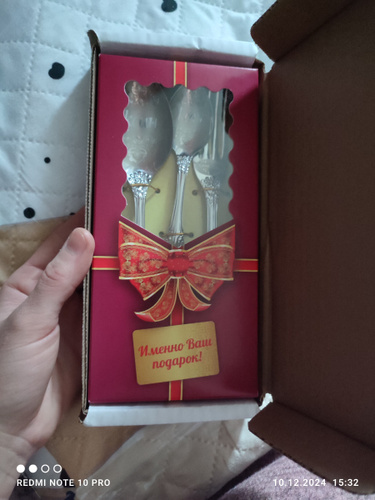 Именно Ваш
подарок!
REDMI NOTE 10 PRO
10.12.2024 15:32